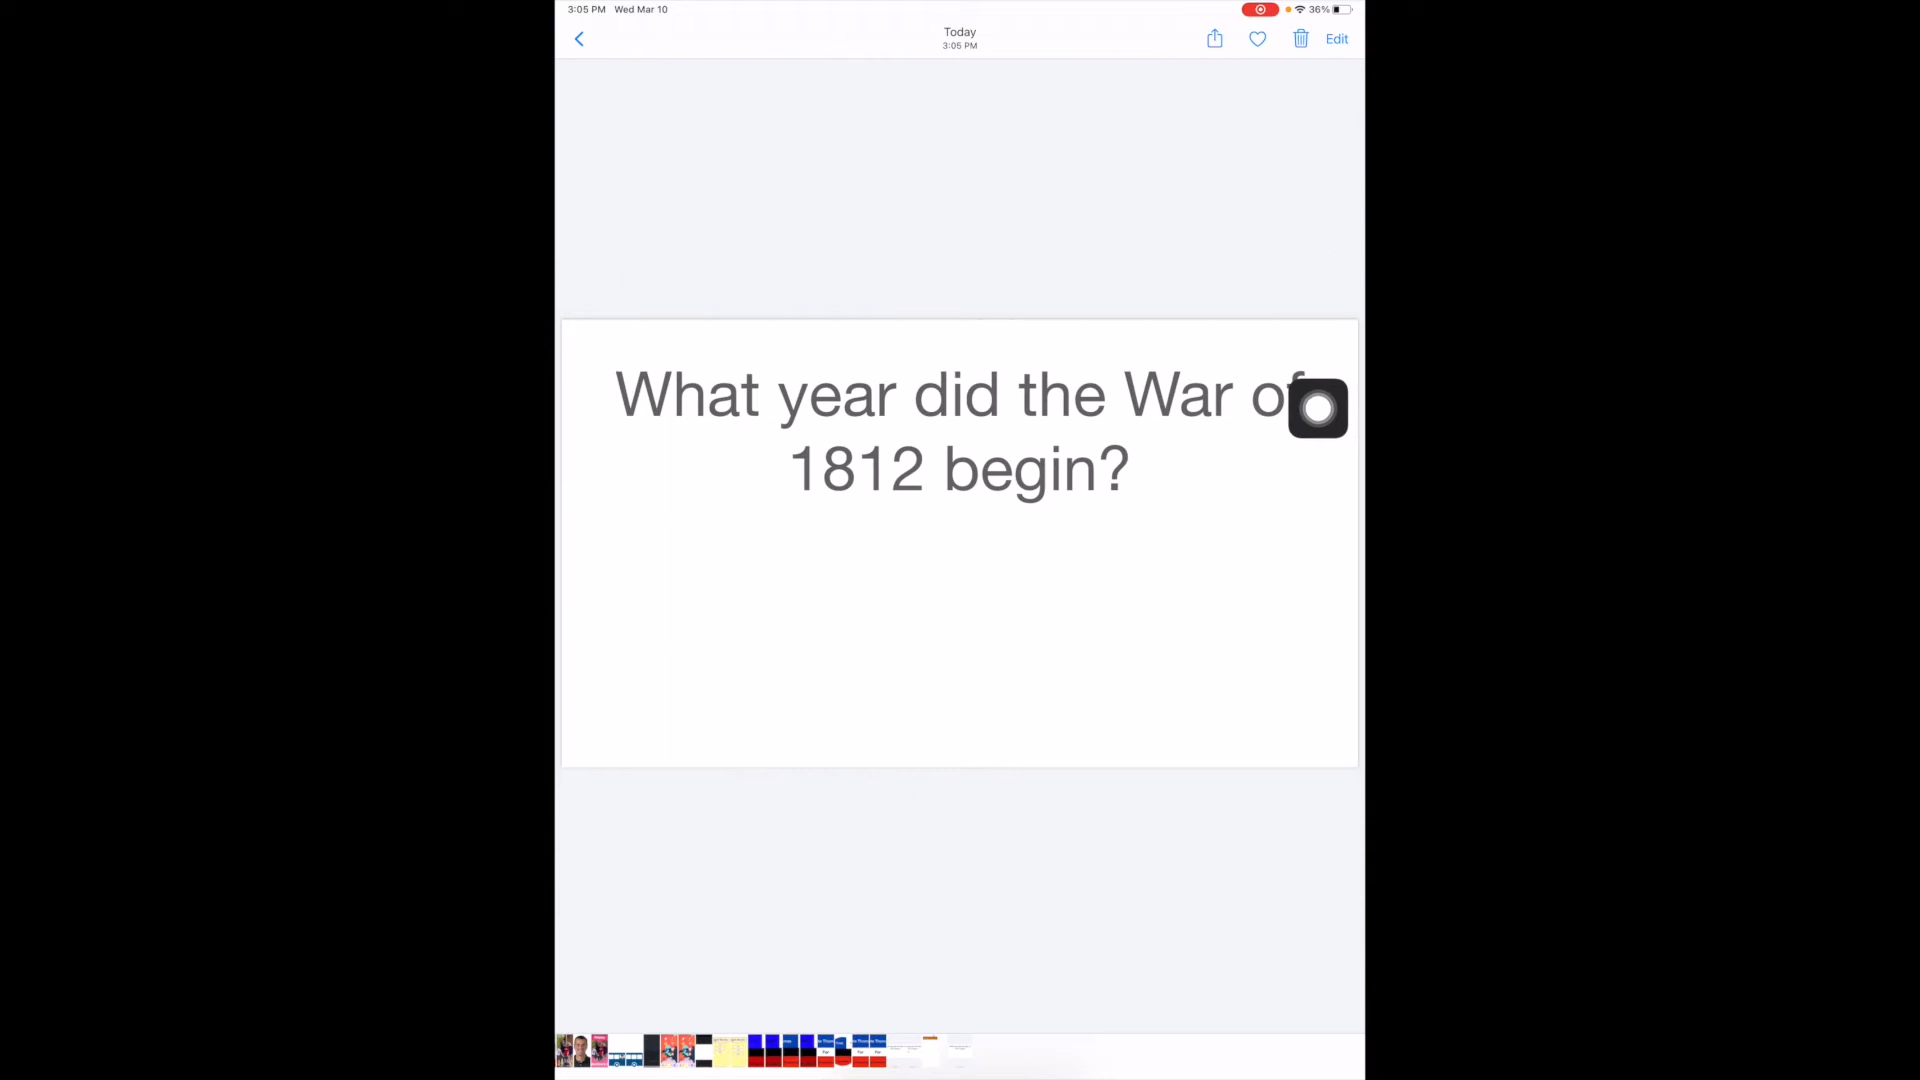 3:05 PM Wed Mar 10
36%
Today
3:05 PM
Edit
What year did the War of
1812 begin?